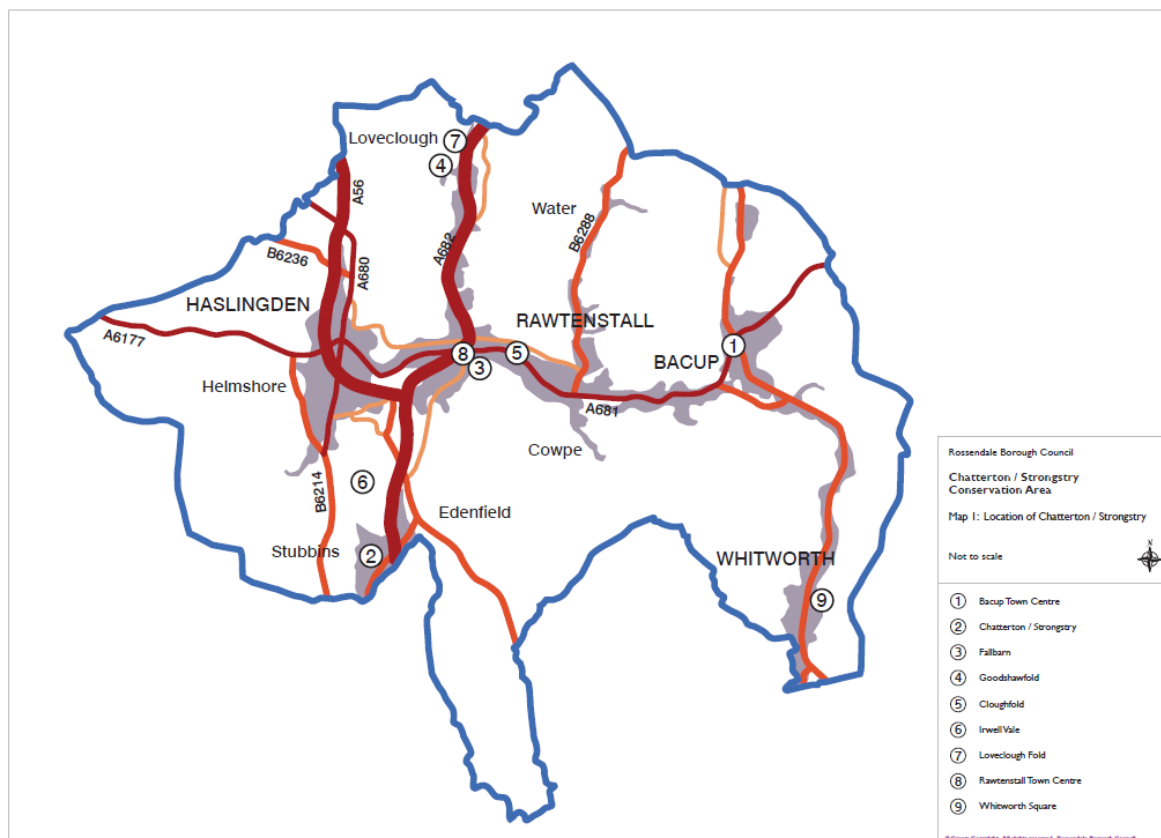 Loveclough
7
4
A56
Water
A682
B6288
B6236
A680
HASLINGDEN
RAWTENSTALL
A6177
8
5
1
3
BACUP
Helmshore
A681
Cowpe
6
B6214
Edenfield
Stubbins
2
WHITWORTH
9
Rossendale Borough Council
Chatterton / Strongstry
Conservation Area
Map 1: Location of Chatterton / Strongstry
Not to scale
N
1 Bacup Town Centre
2 Chatterton / Strongstry
3 Fallbarn
4 Goodshawfold
5 Cloughfold
6 Irwell Vale
7 Loveclough Fold
8 Rawtenstall Town Centre
9 Whitworth Square